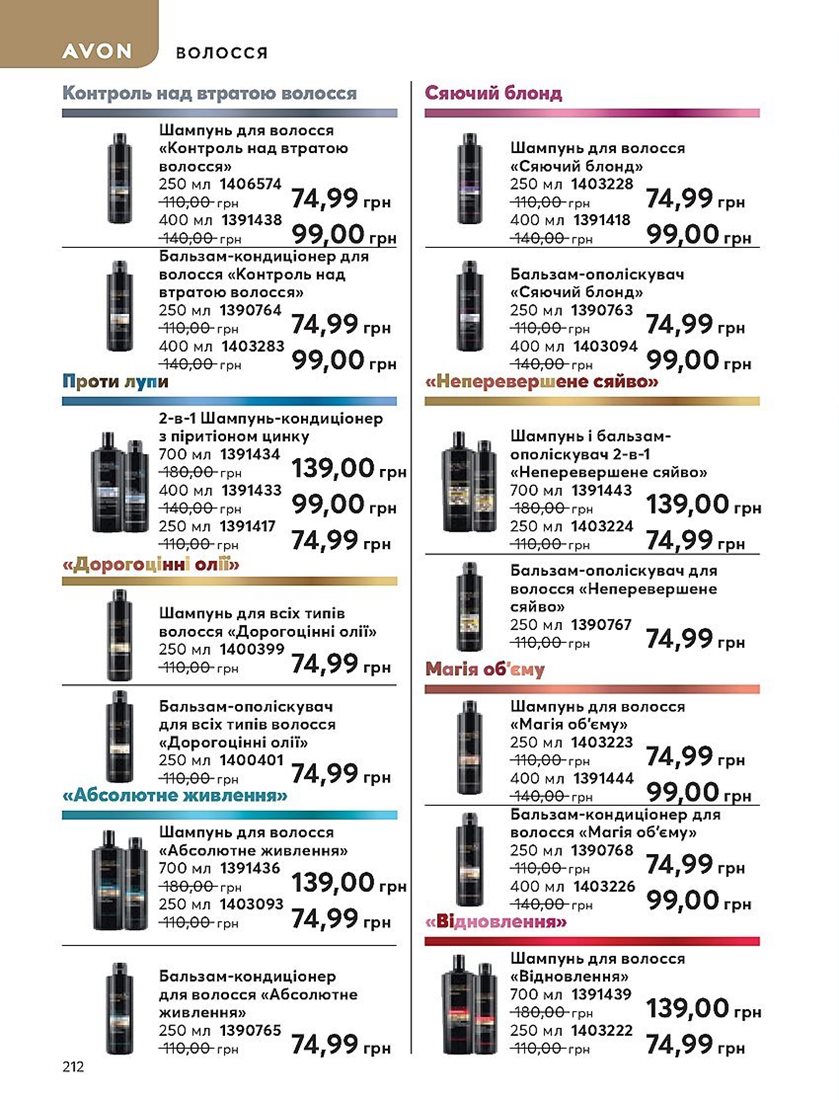 AVON
ВОЛОССЯ
Контроль над втратою волосся
Шампунь для волосся
«Контроль над втратою
волосся»
250 мл 1406574
110,00 грн 74,99 грн
400 мл 1391438
140,00 грн 99,00 грн
Бальзам-кондиціонер для
волосся «Контроль над
втратою волосся»
250 мл 1390764
110,00 грн 74,99 грн
400 мл 1403283
140,00 грн 99,00 грн
Проти лупи
2-в-1 Шампунь-кондиціонер
з піритіоном цинку
700 мл 1391434
180,00 грн 139,00 грн
400 мл 1391433
140,00 грн 99,00 грн
250 мл 1391417
110,00 грн 74,99 грн
«Дорогоцінні олії»
Шампунь для всіх типів
волосся «Дорогоцінні олії»
250 мл 1400399
110,00 грн 74,99 грн
Бальзам-ополіскувач
для всіх типів волосся
«Дорогоцінні олії»
250 мл 1400401
110,00 грн 74,99 грн
«Абсолютне живлення»
Шампунь для волосся
«Абсолютне живлення»
700 мл 1391436
180,00 грн 139,00 грн
250 мл 1403093
110,00 грн 74,99 грн
Бальзам-кондиціонер
для волосся «Абсолютне
живлення»
250 мл 1390765
110,00 грн 74,99 грн
Сяючий блонд
Шампунь для волосся
«Сяючий блонд»
250 мл 1403228
110,00 грн 74,99 грн
400 мл 1391418
140,00 грн 99,00 грн
Бальзам-ополіскувач
«Сяючий блонд»
250 мл 1390763
110,00 грн 74,99 грн
400 мл 1403094
140,00 грн 99,00 грн
«Неперевершене сяйво»
Шампунь і бальзам-
ополіскувач 2-в-1
«Неперевершене сяйво»
700 мл 1391443
180,00 грн 139,00 грн
250 мл 1403224
110,00 грн 74,99 грн
Бальзам-ополіскувач для
волосся «Неперевершене
сяйво»
250 мл 1390767
110,00 грн 74,99 грн
Магія об'єму
Шампунь для волосся
«Магія об'єму»
250 мл 1403223
110,00 грн 74,99 грн
400 мл 1391444
140,00 грн 99,00 грн
Бальзам-кондиціонер для
волосся «Магія об'єму»
250 мл 1390768
110,00 грн 74,99 грн
400 мл 1403226
140,00 грн 99,00 грн
«Відновлення»
Шампунь для волосся
«Відновлення»
700 мл 1391439
180,00 грн 139,00 грн
250 мл 1403222
110,00 грн 74,99 грн
212